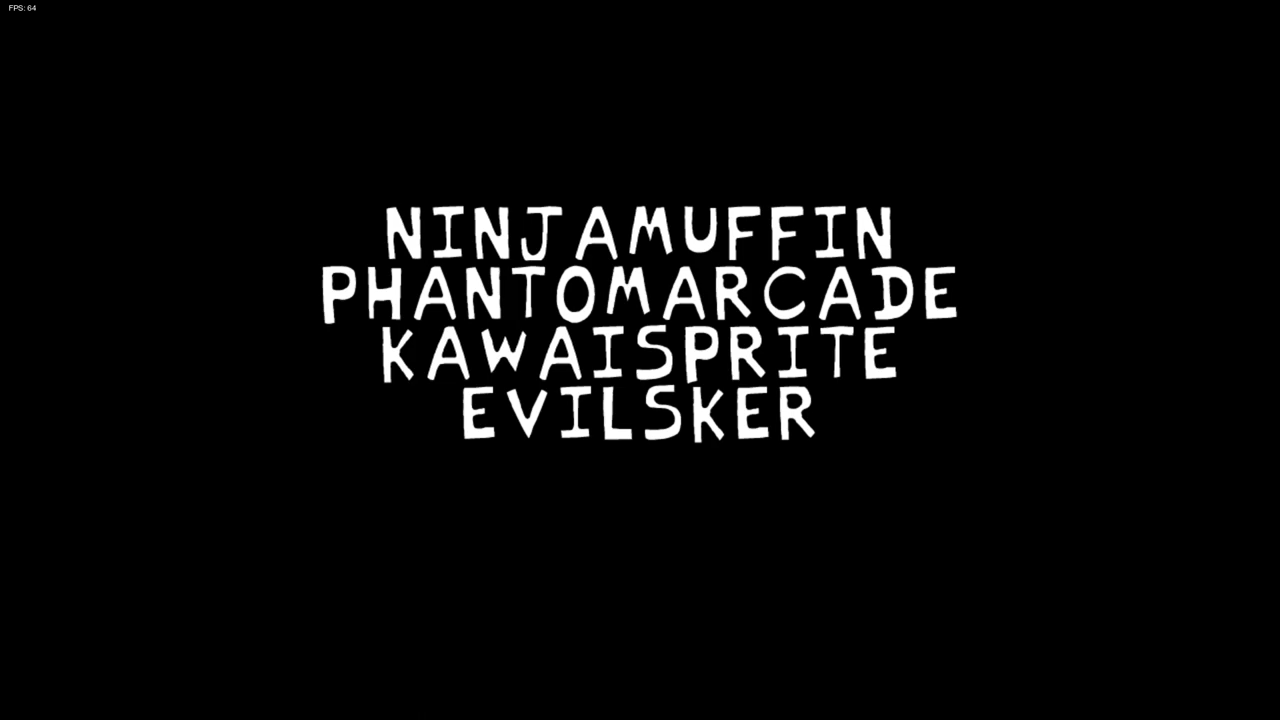 FPS: 64
NINJAMUFFIN
PHANTOMARCADE
KAWAISPRITE
EVILSKER